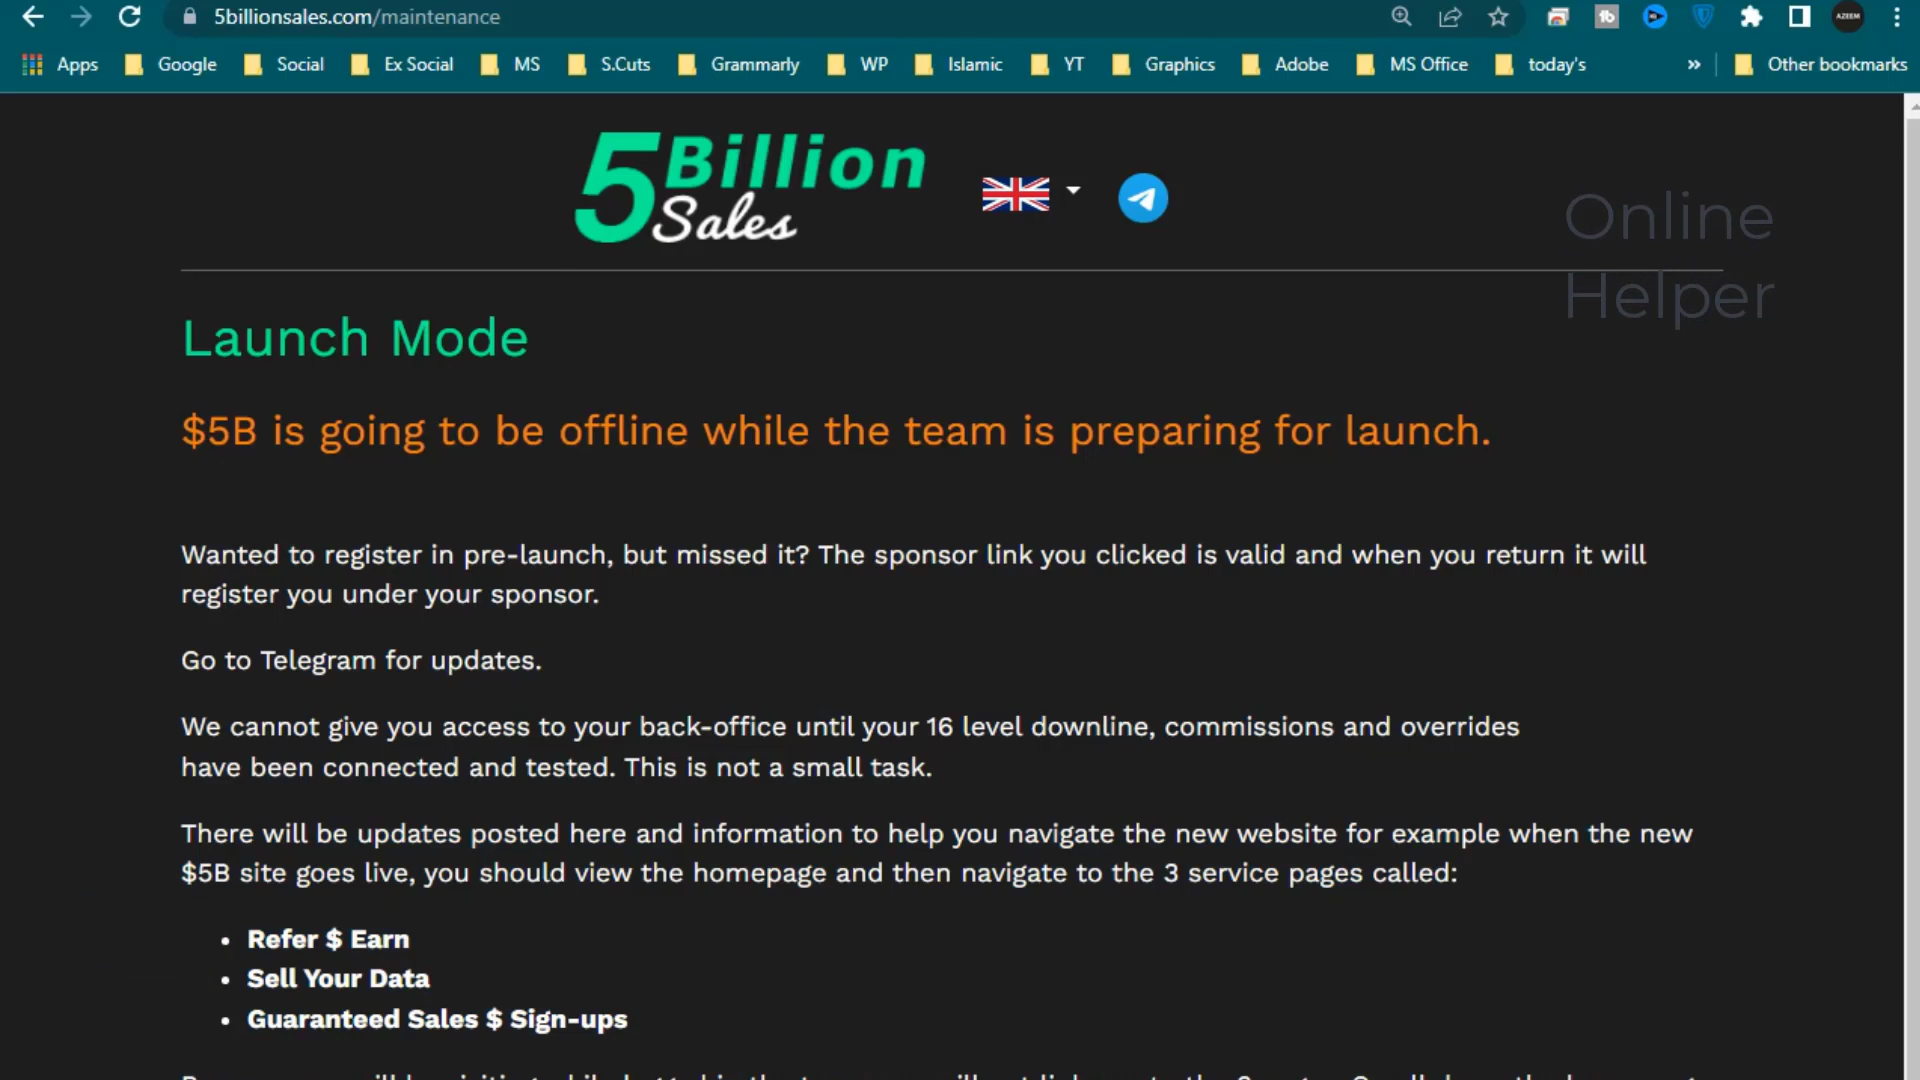 5billionsales.com/maintenance
Apps Google Social Ex Social MS S.Cuts Grammarly WP Islamic YT Graphics Adobe MS Office today's » Other bookmarks
5 Billion
Sales
Online
Helper
Launch Mode
$5B is going to be offline while the team is preparing for launch.
Wanted to register in pre-launch, but missed it? The sponsor link you clicked is valid and when you return it will
register you under your sponsor.
Go to Telegram for updates.
We cannot give you access to your back-office until your 16 level downline, commissions and overrides
have been connected and tested. This is not a small task.
There will be updates posted here and information to help you navigate the new website for example when the new
$5B site goes live, you should view the homepage and then navigate to the 3 service pages called:
• Refer $ Earn
• Sell Your Data
• Guaranteed Sales $ Sign-ups